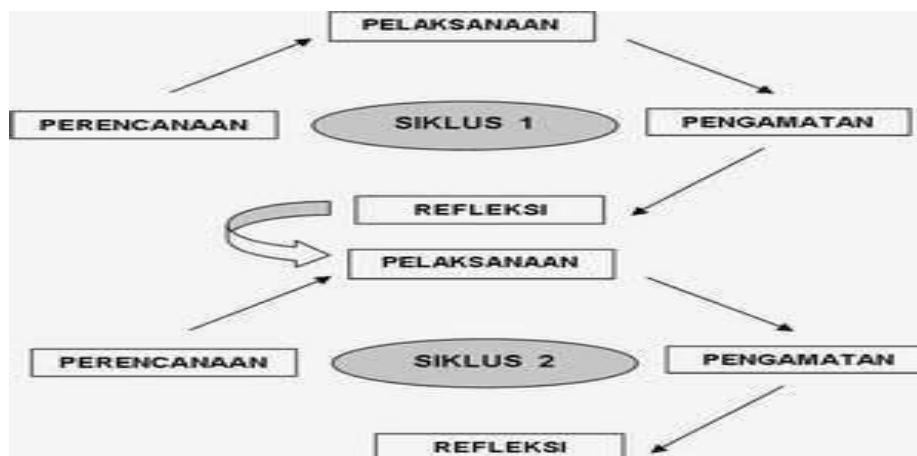 PELAKSANAAN
PERENCANAAN
SIKLUS 1
PENGAMATAN
REFLEKSI
PELAKSANAAN
PERENCANAAN
SIKLUS 2
PENGAMATAN
REFLEKSI